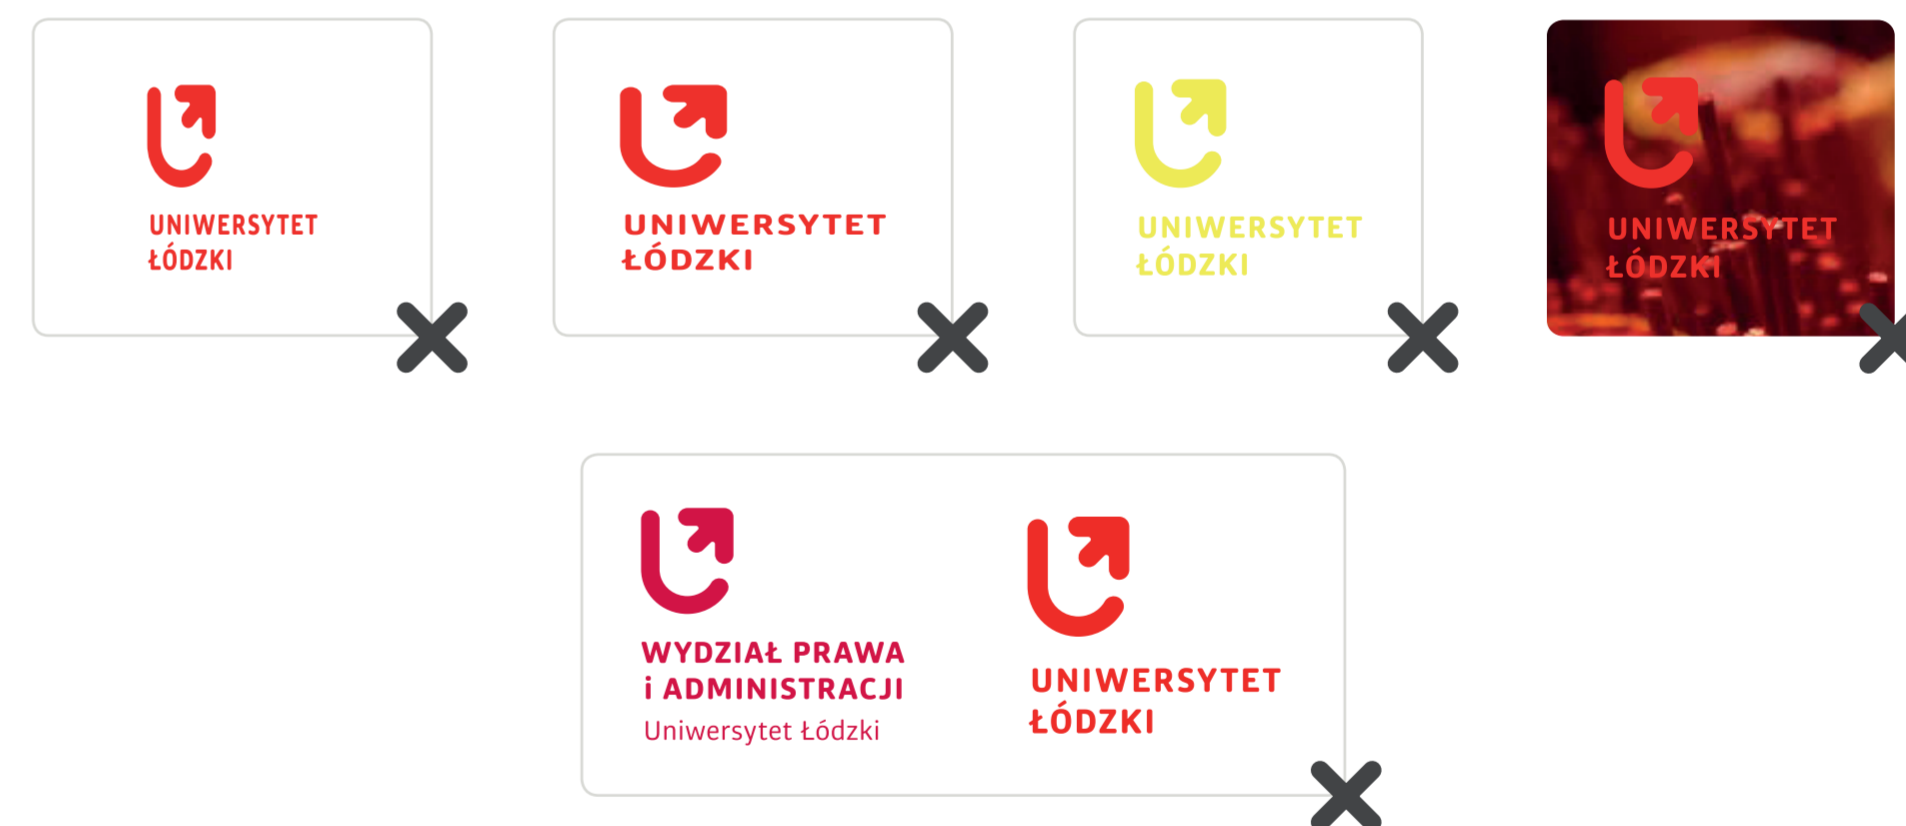 UNIWERSYTET
ŁÓDZKI
UNIWERSYTET
ŁÓDZKI
UNIWERSYTET
ŁÓDZKI
UNIWERSYTET
ŁÓDZKI
WYDZIAŁ PRAWA
i ADMINISTRACJI
Uniwersytet Łódzki
UNIWERSYTET
ŁÓDZKI